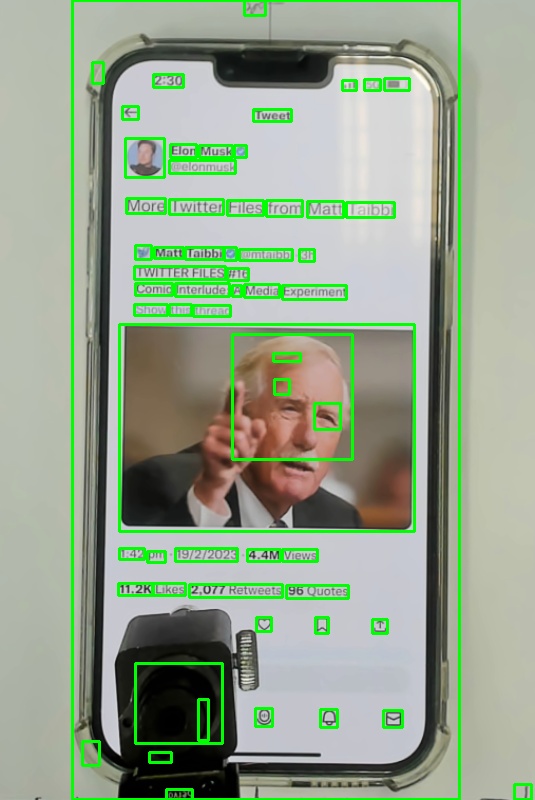 2:30
Tweet
Elon Musk
@elonmusk
More Twitter Files from Matt Taibbi
Matt Taibbi @mtaibbi · 3h
TWITTER FILES #16
Comic Interlude: A Media Experiment
Show this thread
1:42 pm · 19/2/2023 · 4.4M Views
11.2K Likes 2,077 Retweets 96 Quotes